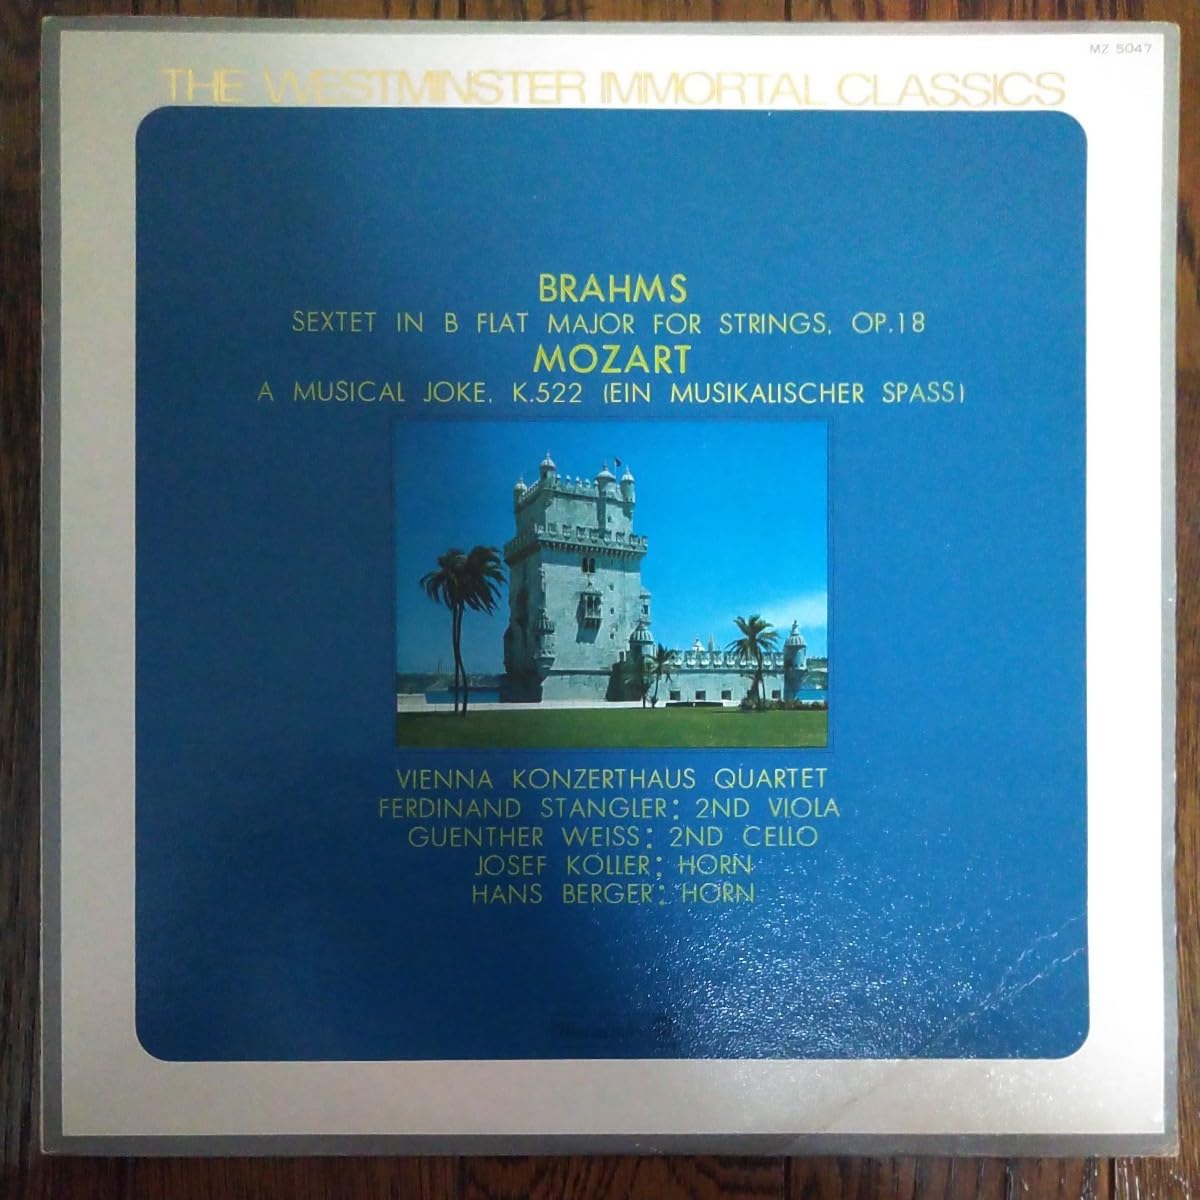 MZ 5047
THE WESTMINSTER IMMORTAL CLASSICS
BRAHMS
SEXTET IN B FLAT MAJOR FOR STRINGS, OP.18
MOZART
A MUSICAL JOKE, K.522 (EIN MUSIKALISCHER SPASS)
VIENNA KONZERTHAUS QUARTET
FERDINAND STANGLER: 2ND VIOLA
GUENTHER WEISS: 2ND CELLO
JOSEF KOLLER; HORN
HANS BERGER: HORN